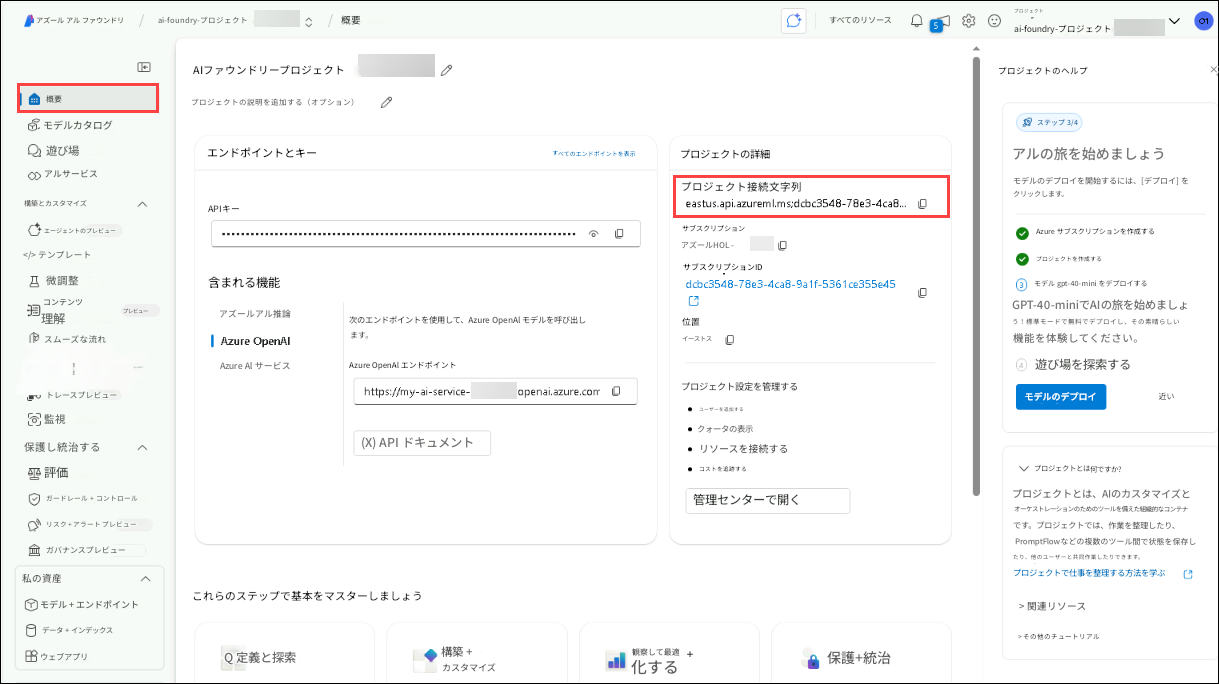 アズール アル ファウンドリ / ai-foundry-プロジェクト / 概要
すべてのリソース
5
プロジェクト
ai-foundry-プロジェクト
概要
モデルカタログ
遊び場
アルサービス
構築とカスタマイズ
エージェントのプレビュー
</> テンプレート
微調整
コンテンツ
理解
プレビュー
スムーズな流れ
トレースプレビュー
監視
保護し統治する
評価
ガードレール + コントロール
リスク+アラート プレビュー
ガバナンスプレビュー
私の資産
モデル + エンドポイント
データ + インデックス
ウェブアプリ
AIファウンドリープロジェクト
プロジェクトの説明を追加する（オプション）
エンドポイントとキー
すべてのエンドポイントを表示
APIキー
含まれる機能
アズールアル推論
Azure OpenAI
Azure AI サービス
次のエンドポイントを使用して、Azure OpenAI モデルを呼び出し
ます。
Azure OpenAI エンドポイント
https://my-ai-service-
openai.azure.com
(X) API ドキュメント
プロジェクトの詳細
プロジェクト接続文字列
eastus.api.azureml.ms;dcbc3548-78e3-4ca8...
サブスクリプション
アズールHOL -
サブスクリプションID
dcbc3548-78e3-4ca8-9a1f-5361ce355e45
位置
イーストス
プロジェクト設定を管理する
● ユーザーを追加する
● クォータの表示
● リソースを接続する
● コストを追跡する
管理センターで開く
これらのステップで基本をマスターしましょう
定義と探索
構築 +
カスタマイズ
観察して最適 +
化する
保護+統治
プロジェクトのヘルプ
ステップ 3/4
アルの旅を始めましょう
モデルのデプロイを開始するには、[デプロイ] を
クリックします。
Azure サブスクリプションを作成する
プロジェクトを作成する
3 モデル gpt-40-mini をデプロイする
GPT-40-miniでAIの旅を始めましょ
う！標準モードで無料でデプロイし、その素晴らしい
機能を体験してください。
4 遊び場を探索する
モデルのデプロイ
近い
プロジェクトとは何ですか?
プロジェクトとは、AIのカスタマイズと
オーケストレーションのためのツールを備えた組織的なコンテナ
です。プロジェクトでは、作業を整理したり、
PromptFlowなどの複数のツール間で状態を保存し
たり、他のユーザーと共同作業したりできます。
プロジェクトで仕事を整理する方法を学ぶ
> 関連リソース
> その他のチュートリアル